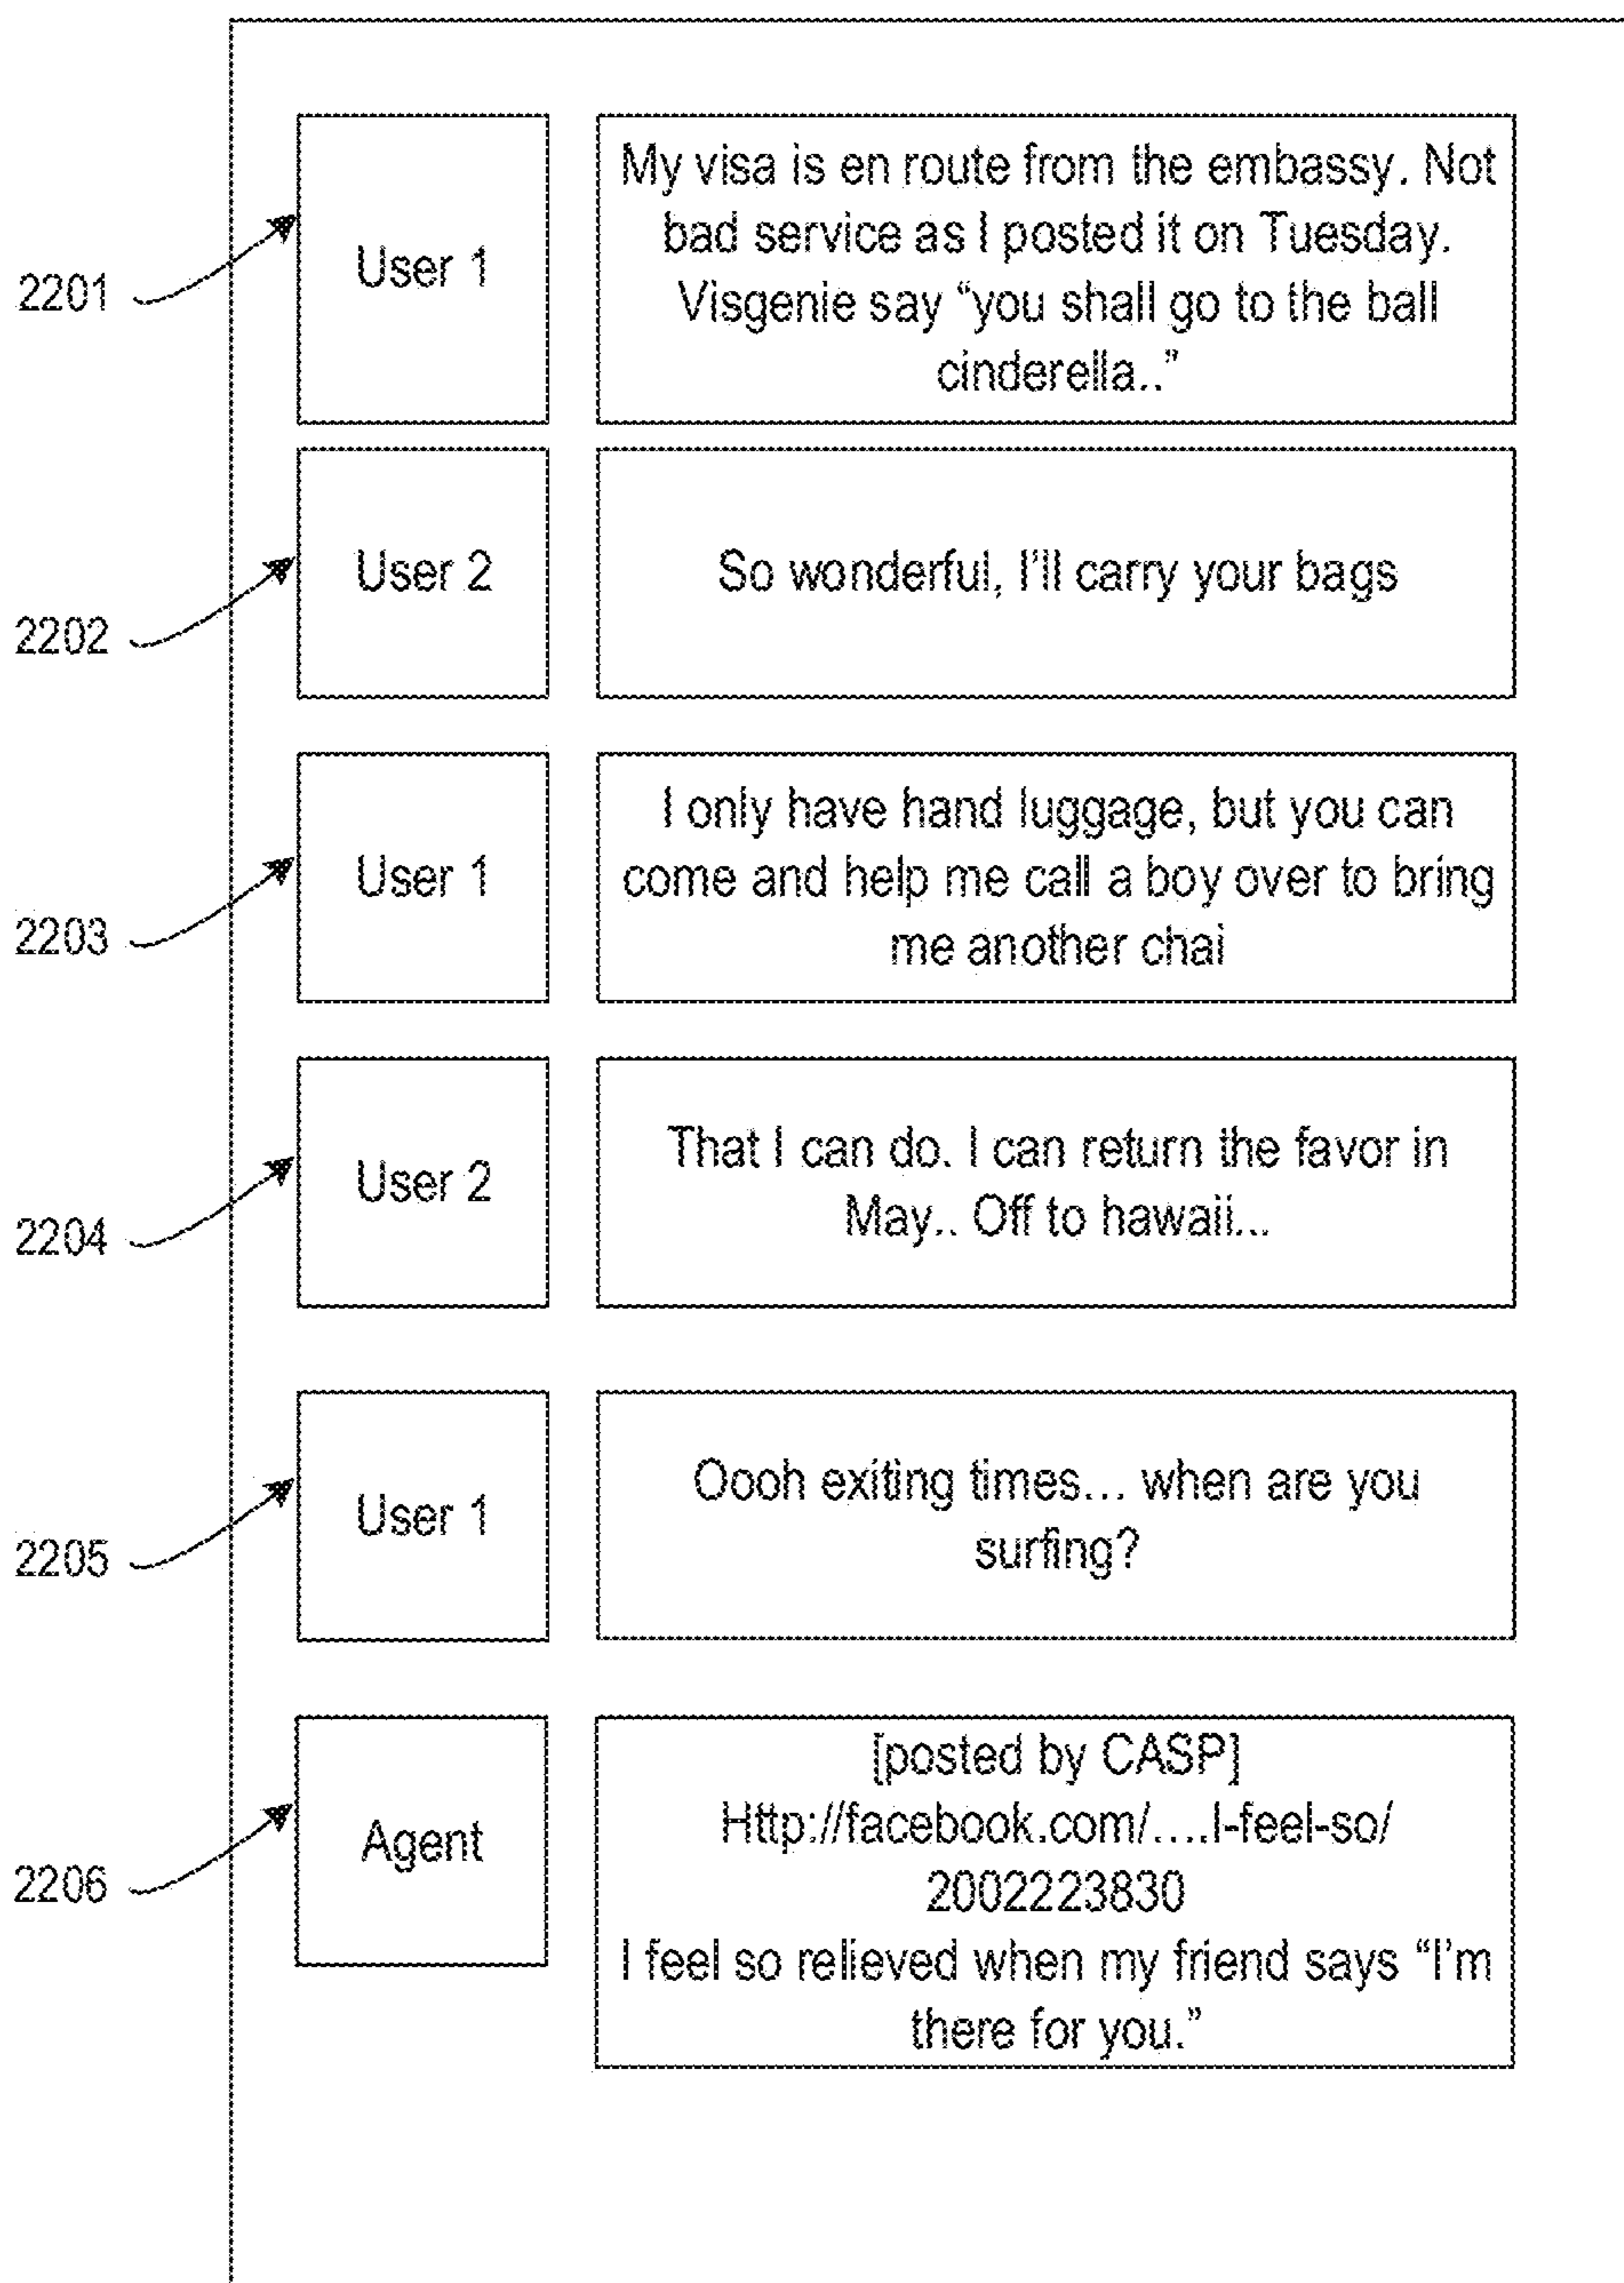 2201
User 1
My visa is en route from the embassy. Not
bad service as I posted it on Tuesday.
Visgenie say “you shall go to the ball
cinderella..”
2202
User 2
So wonderful, I’ll carry your bags
2203
User 1
I only have hand luggage, but you can
come and help me call a boy over to bring
me another chai
2204
User 2
That I can do. I can return the favor in
May.. Off to hawaii...
2205
User 1
Oooh exiting times... when are you
surfing?
2206
Agent
[posted by CASP]
Http://facebook.com/....I-feel-so/
2002223830
I feel so relieved when my friend says “I’m
there for you.”